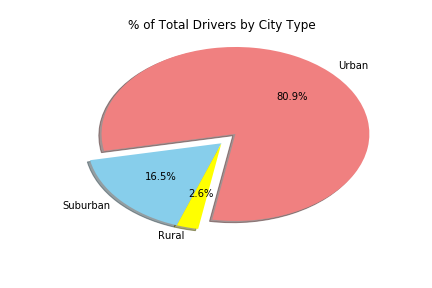 % of Total Drivers by City Type
Urban
80.9%
16.5%
2.6%
Suburban
Rural